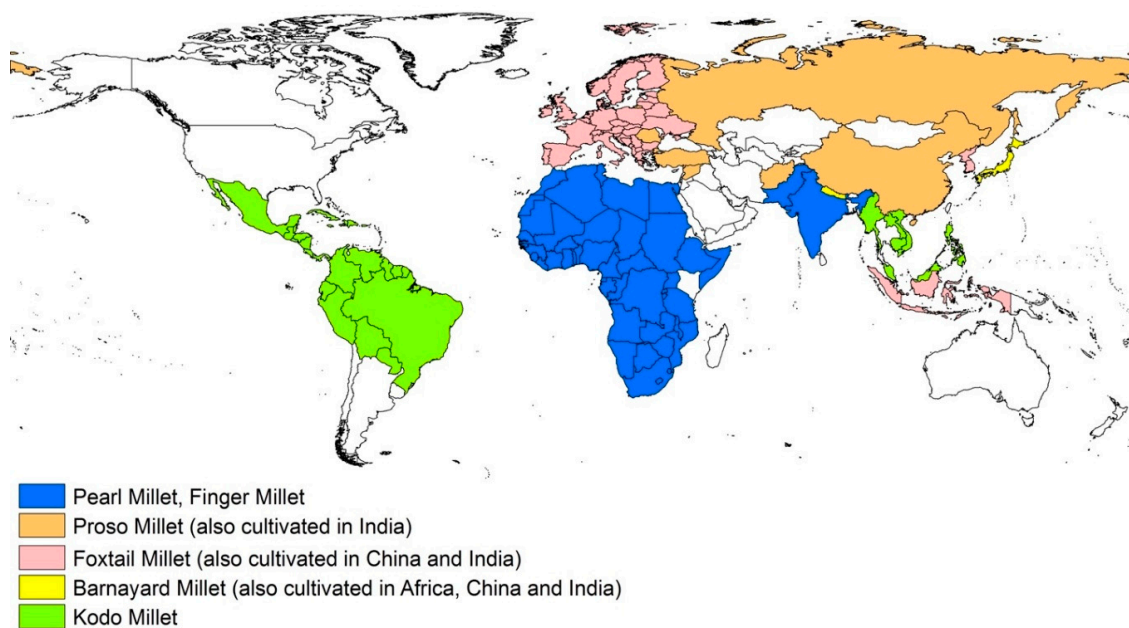 Pearl Millet, Finger Millet
Proso Millet (also cultivated in India)
Foxtail Millet (also cultivated in China and India)
Barnayard Millet (also cultivated in Africa, China and India)
Kodo Millet